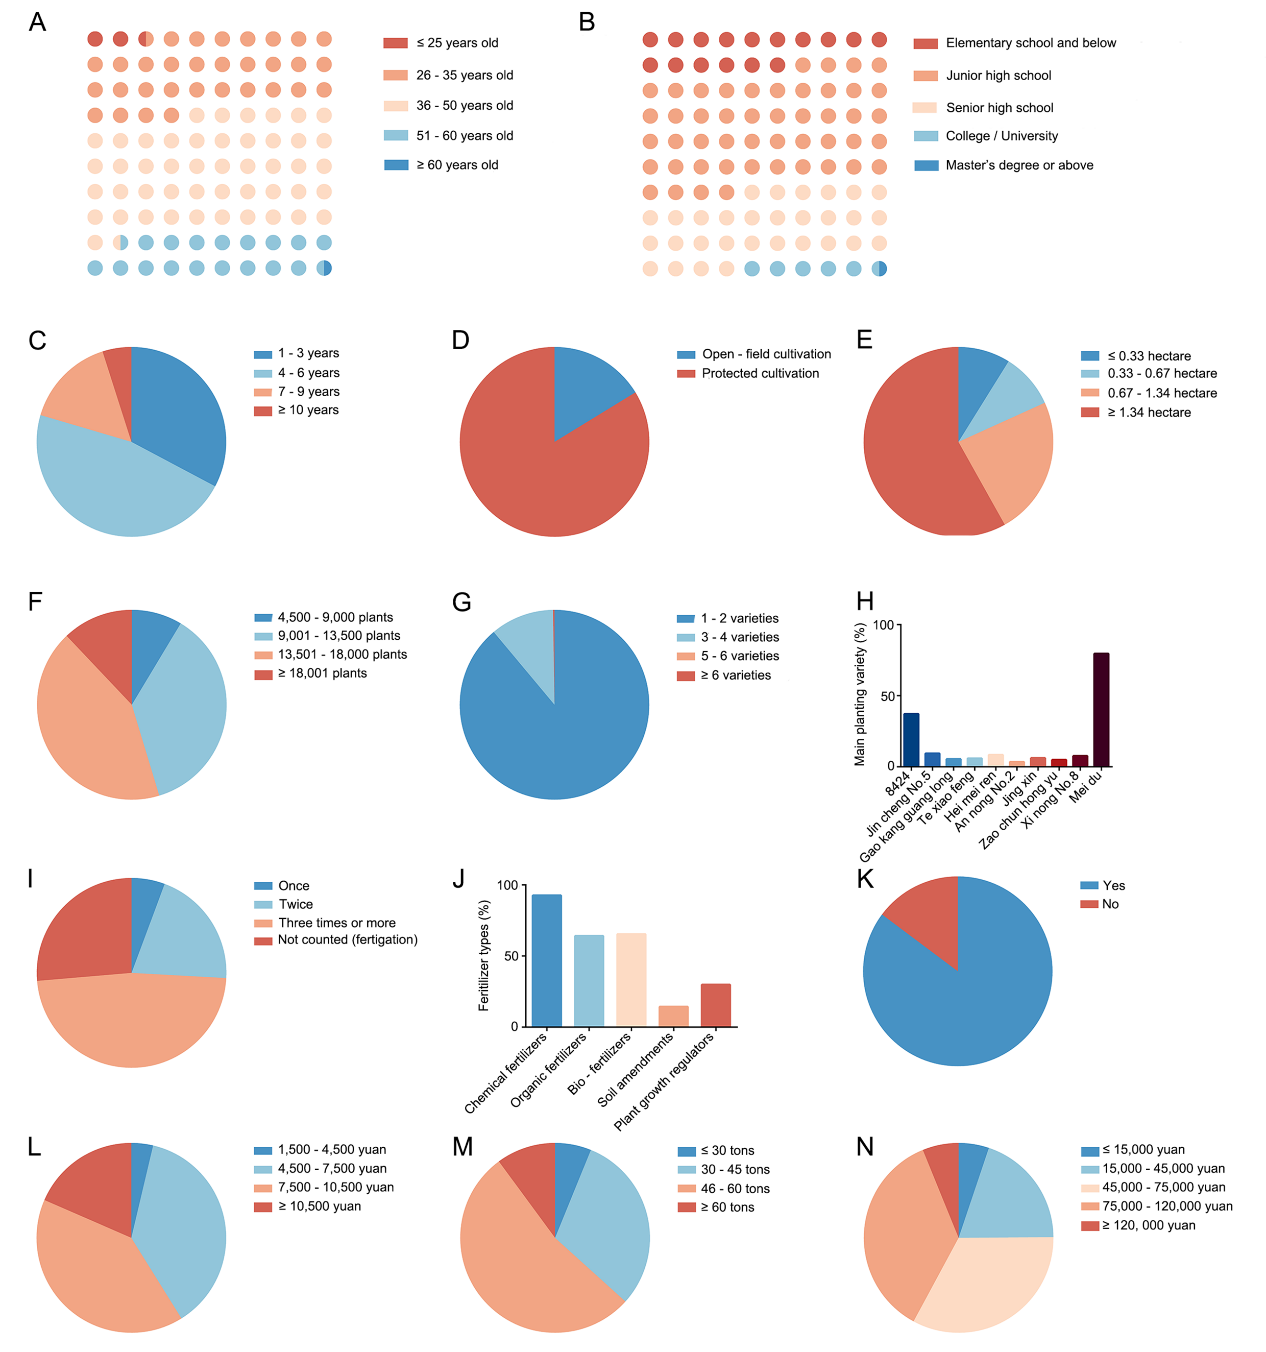 A
≤ 25 years old
26 - 35 years old
36 - 50 years old
51 - 60 years old
≥ 60 years old
B
Elementary school and below
Junior high school
Senior high school
College / University
Master's degree or above
C
1 - 3 years
4 - 6 years
7 - 9 years
≥ 10 years
D
Open - field cultivation
Protected cultivation
E
≤ 0.33 hectare
0.33 - 0.67 hectare
0.67 - 1.34 hectare
≥ 1.34 hectare
F
4,500 - 9,000 plants
9,001 - 13,500 plants
13,501 - 18,000 plants
≥ 18,001 plants
G
1 - 2 varieties
3 - 4 varieties
5 - 6 varieties
≥ 6 varieties
H
Main planting variety (%)
100
50
0
8424
Jin cheng No.5
Gao kang guang long
Te xiao feng
Hei mei ren
An nong No.2
Jing xin
Zao chun hong yu
Xi nong No.8
Mei du
I
Once
Twice
Three times or more
Not counted (fertigation)
J
Feritilizer types (%)
100
50
0
Chemical fertilizers
Organic fertilizers
Bio - fertilizers
Soil amendments
Plant growth regulators
K
Yes
No
L
1,500 - 4,500 yuan
4,500 - 7,500 yuan
7,500 - 10,500 yuan
≥ 10,500 yuan
M
≤ 30 tons
30 - 45 tons
46 - 60 tons
≥ 60 tons
N
≤ 15,000 yuan
15,000 - 45,000 yuan
45,000 - 75,000 yuan
75,000 - 120,000 yuan
≥ 120, 000 yuan